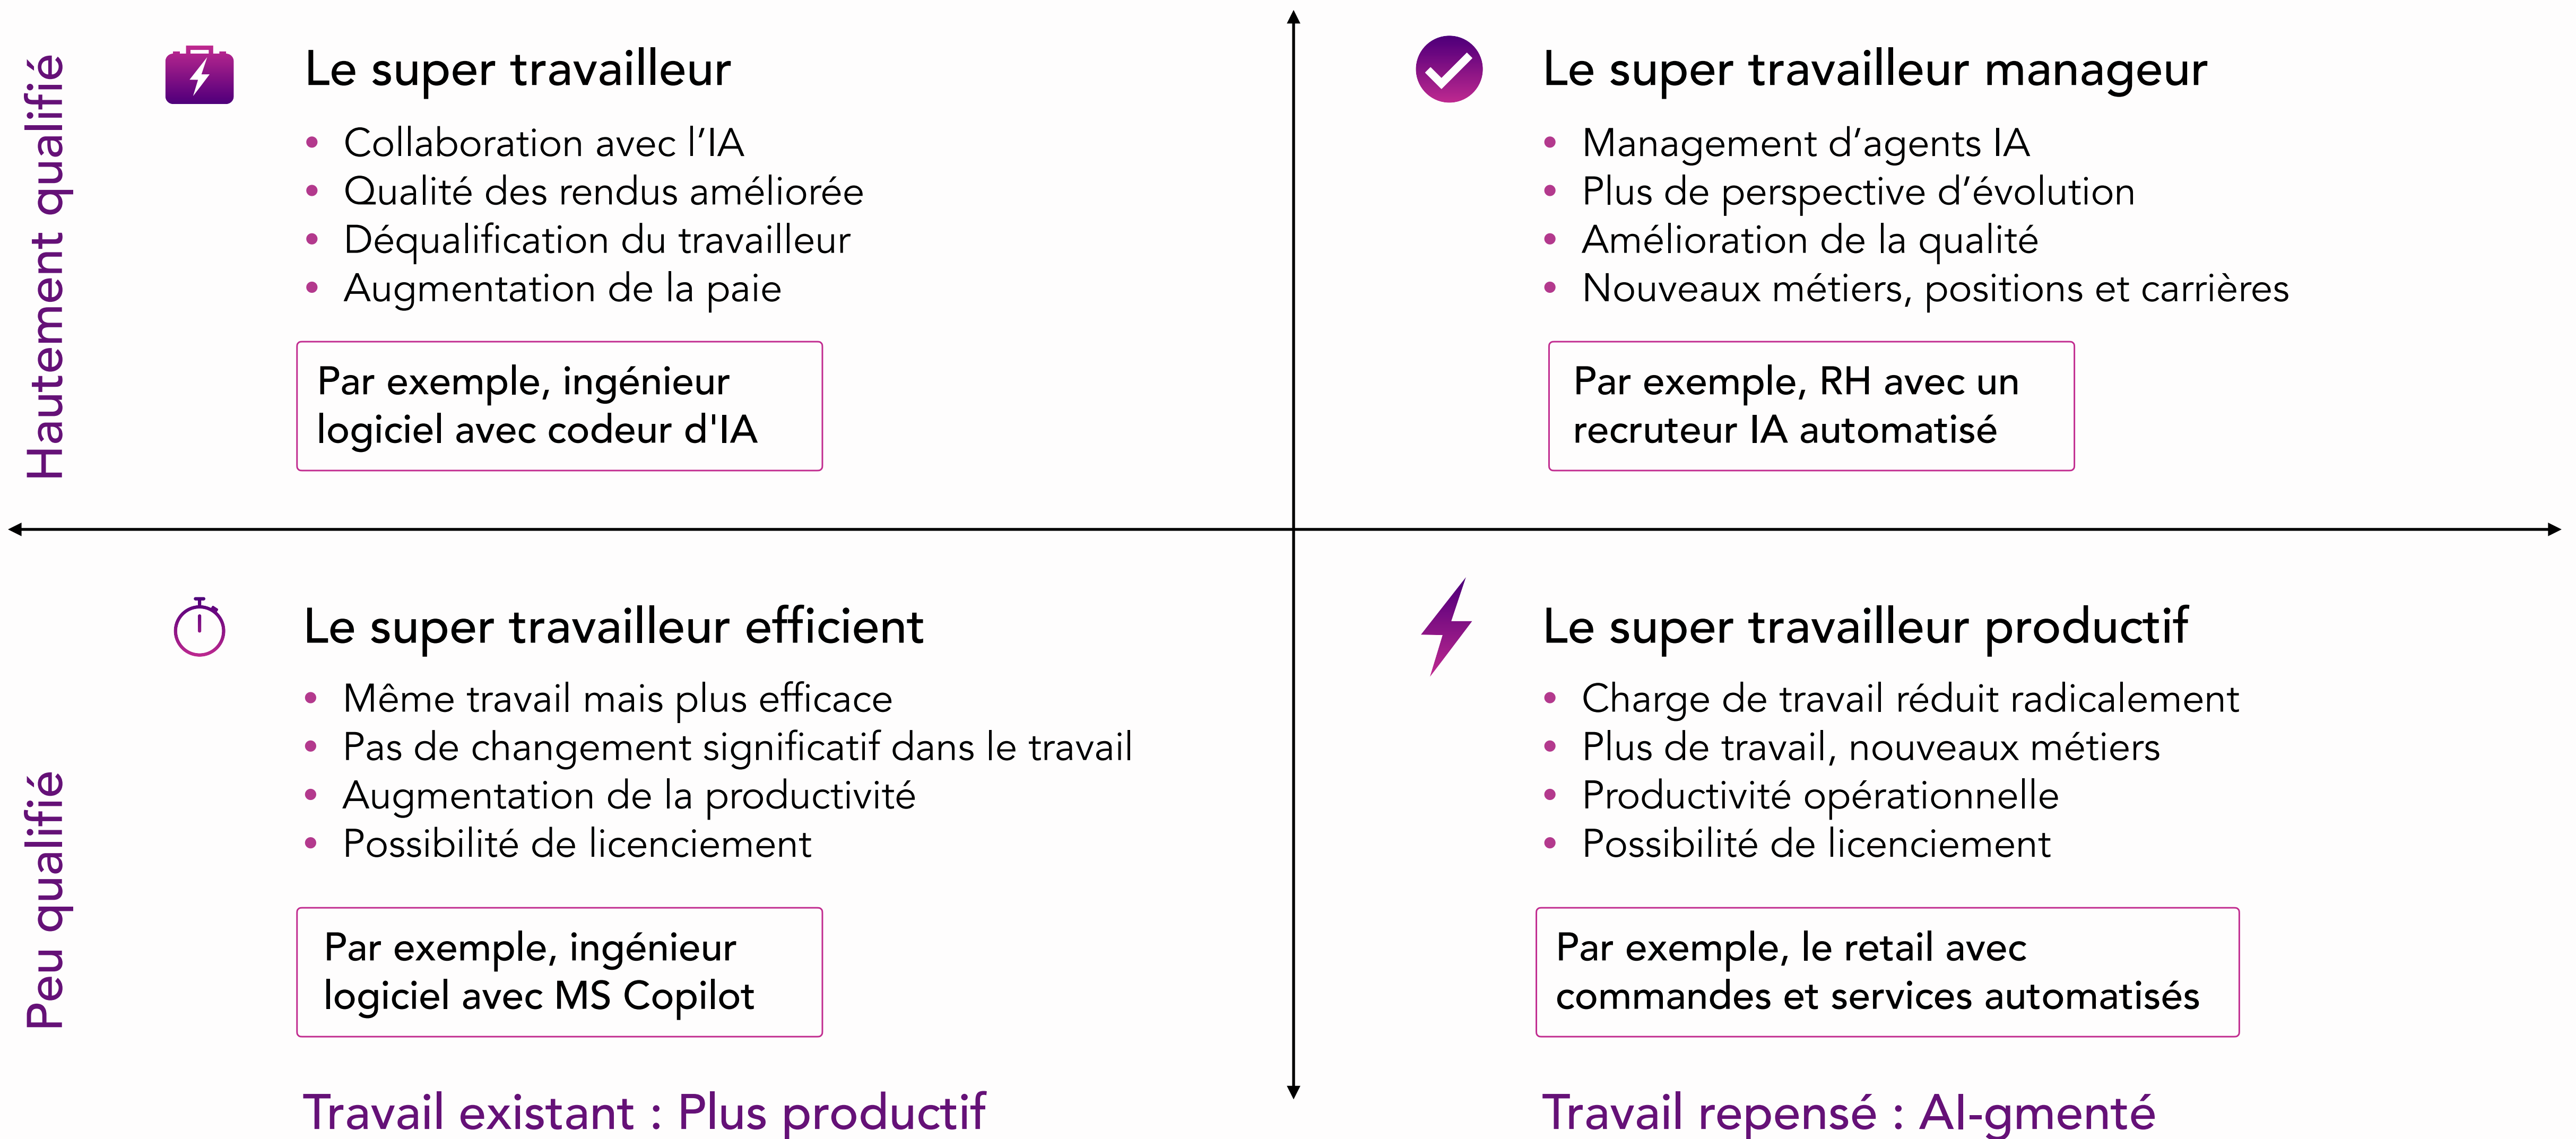 Hautement qualifié
Le super travailleur
• Collaboration avec l’IA
• Qualité des rendus améliorée
• Déqualification du travailleur
• Augmentation de la paie
Par exemple, ingénieur
logiciel avec codeur d'IA
Le super travailleur manageur
• Management d’agents IA
• Plus de perspective d’évolution
• Amélioration de la qualité
• Nouveaux métiers, positions et carrières
Par exemple, RH avec un
recruteur IA automatisé
Peu qualifié
Le super travailleur efficient
• Même travail mais plus efficace
• Pas de changement significatif dans le travail
• Augmentation de la productivité
• Possibilité de licenciement
Par exemple, ingénieur
logiciel avec MS Copilot
Le super travailleur productif
• Charge de travail réduit radicalement
• Plus de travail, nouveaux métiers
• Productivité opérationnelle
• Possibilité de licenciement
Par exemple, le retail avec
commandes et services automatisés
Travail existant : Plus productif
Travail repensé : AI-gmenté